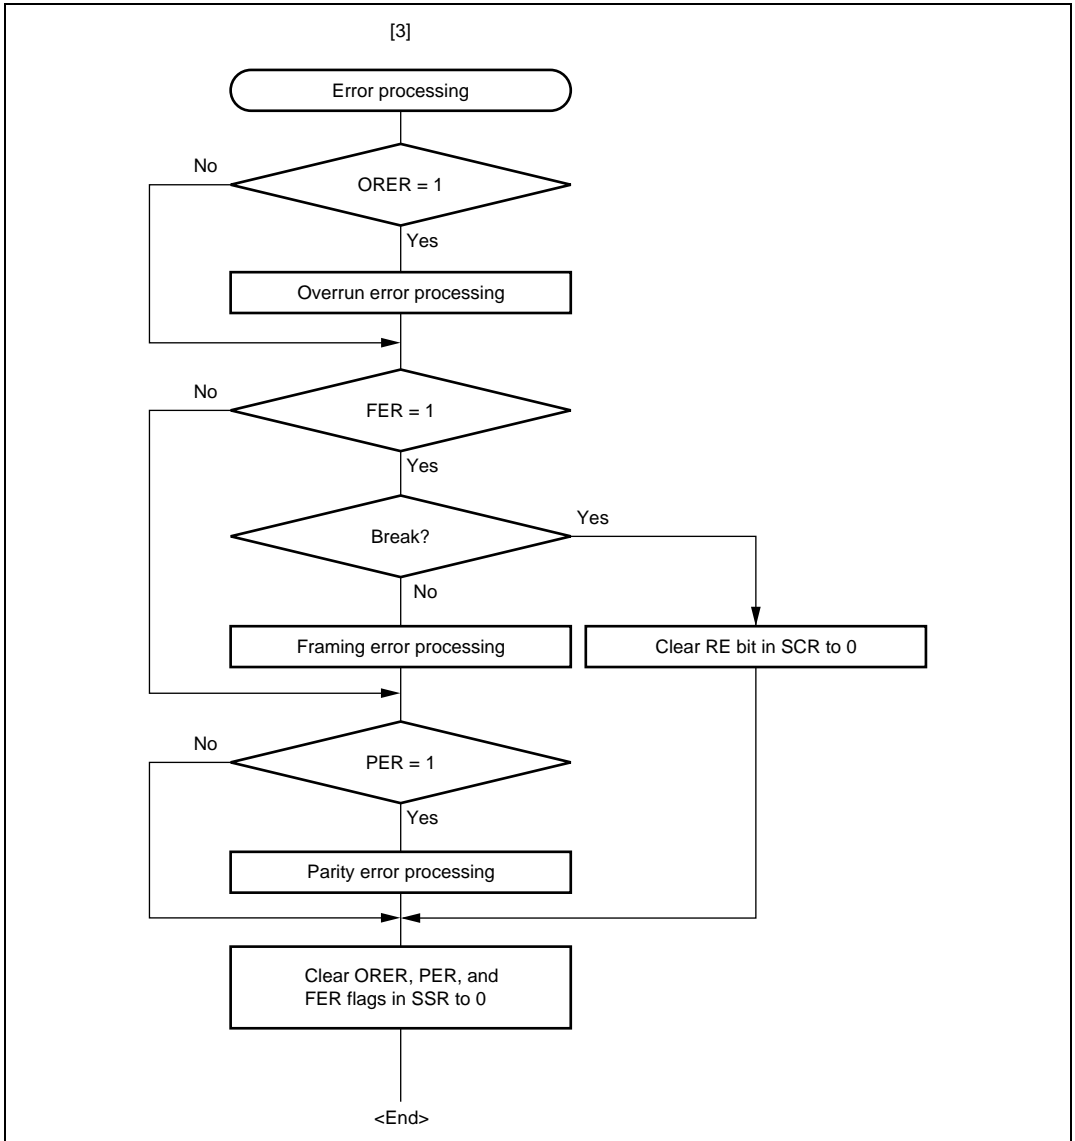 [3]
Error processing
No
ORER = 1
Yes
Overrun error processing
No
FER = 1
Yes
Break?
Yes
No
Framing error processing
Clear RE bit in SCR to 0
No
PER = 1
Yes
Parity error processing
Clear ORER, PER, and
FER flags in SSR to 0
<End>